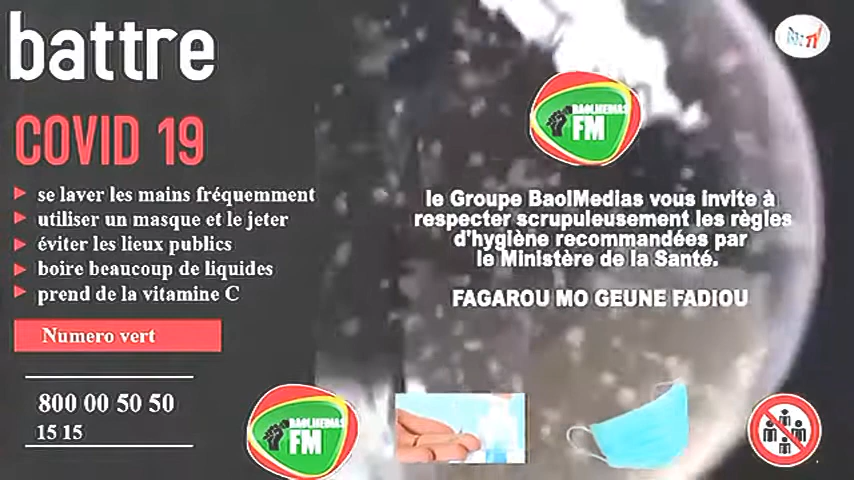 battre
COVID 19
se laver les mains fréquemment
utiliser un masque et le jeter
éviter les lieux publics
boire beaucoup de liquides
prend de la vitamine C
Numero vert
800 00 50 50
15 15
BAOLMEDIAS
FM
le Groupe BaolMedias vous invite à
respecter scrupuleusement les règles
d'hygiène recommandées par
le Ministère de la Santé.
FAGAROU MO GEUNE FADIOU
BAOLMEDIAS
FM